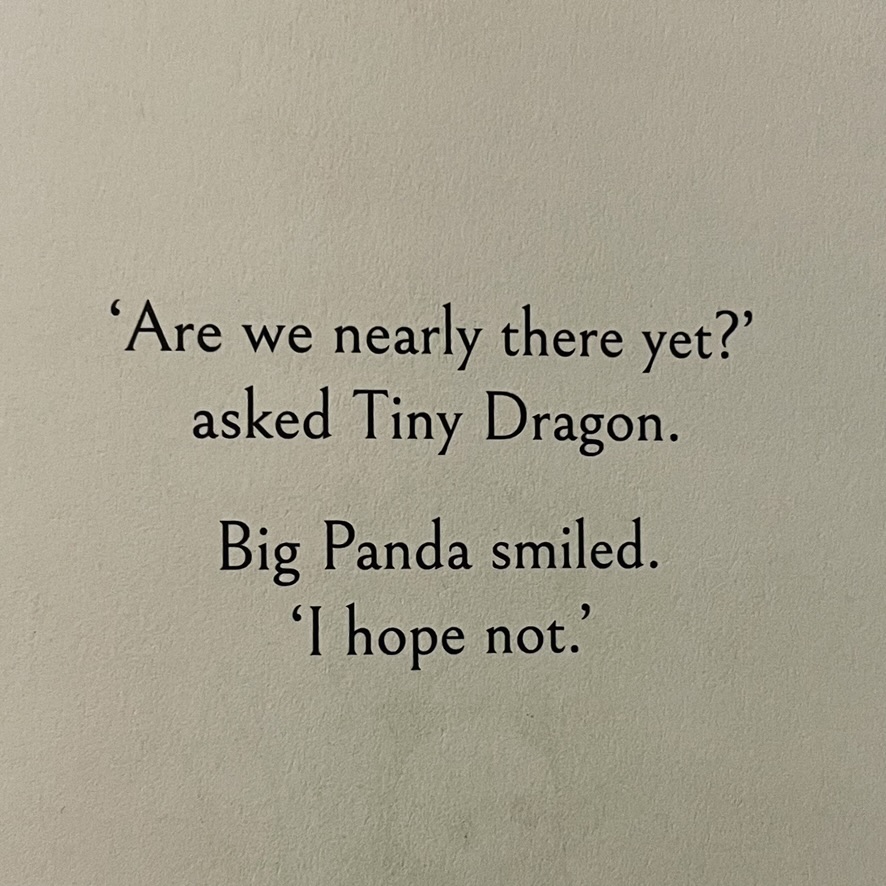 ‘Are we nearly there yet?’
asked Tiny Dragon.
Big Panda smiled.
‘I hope not.’